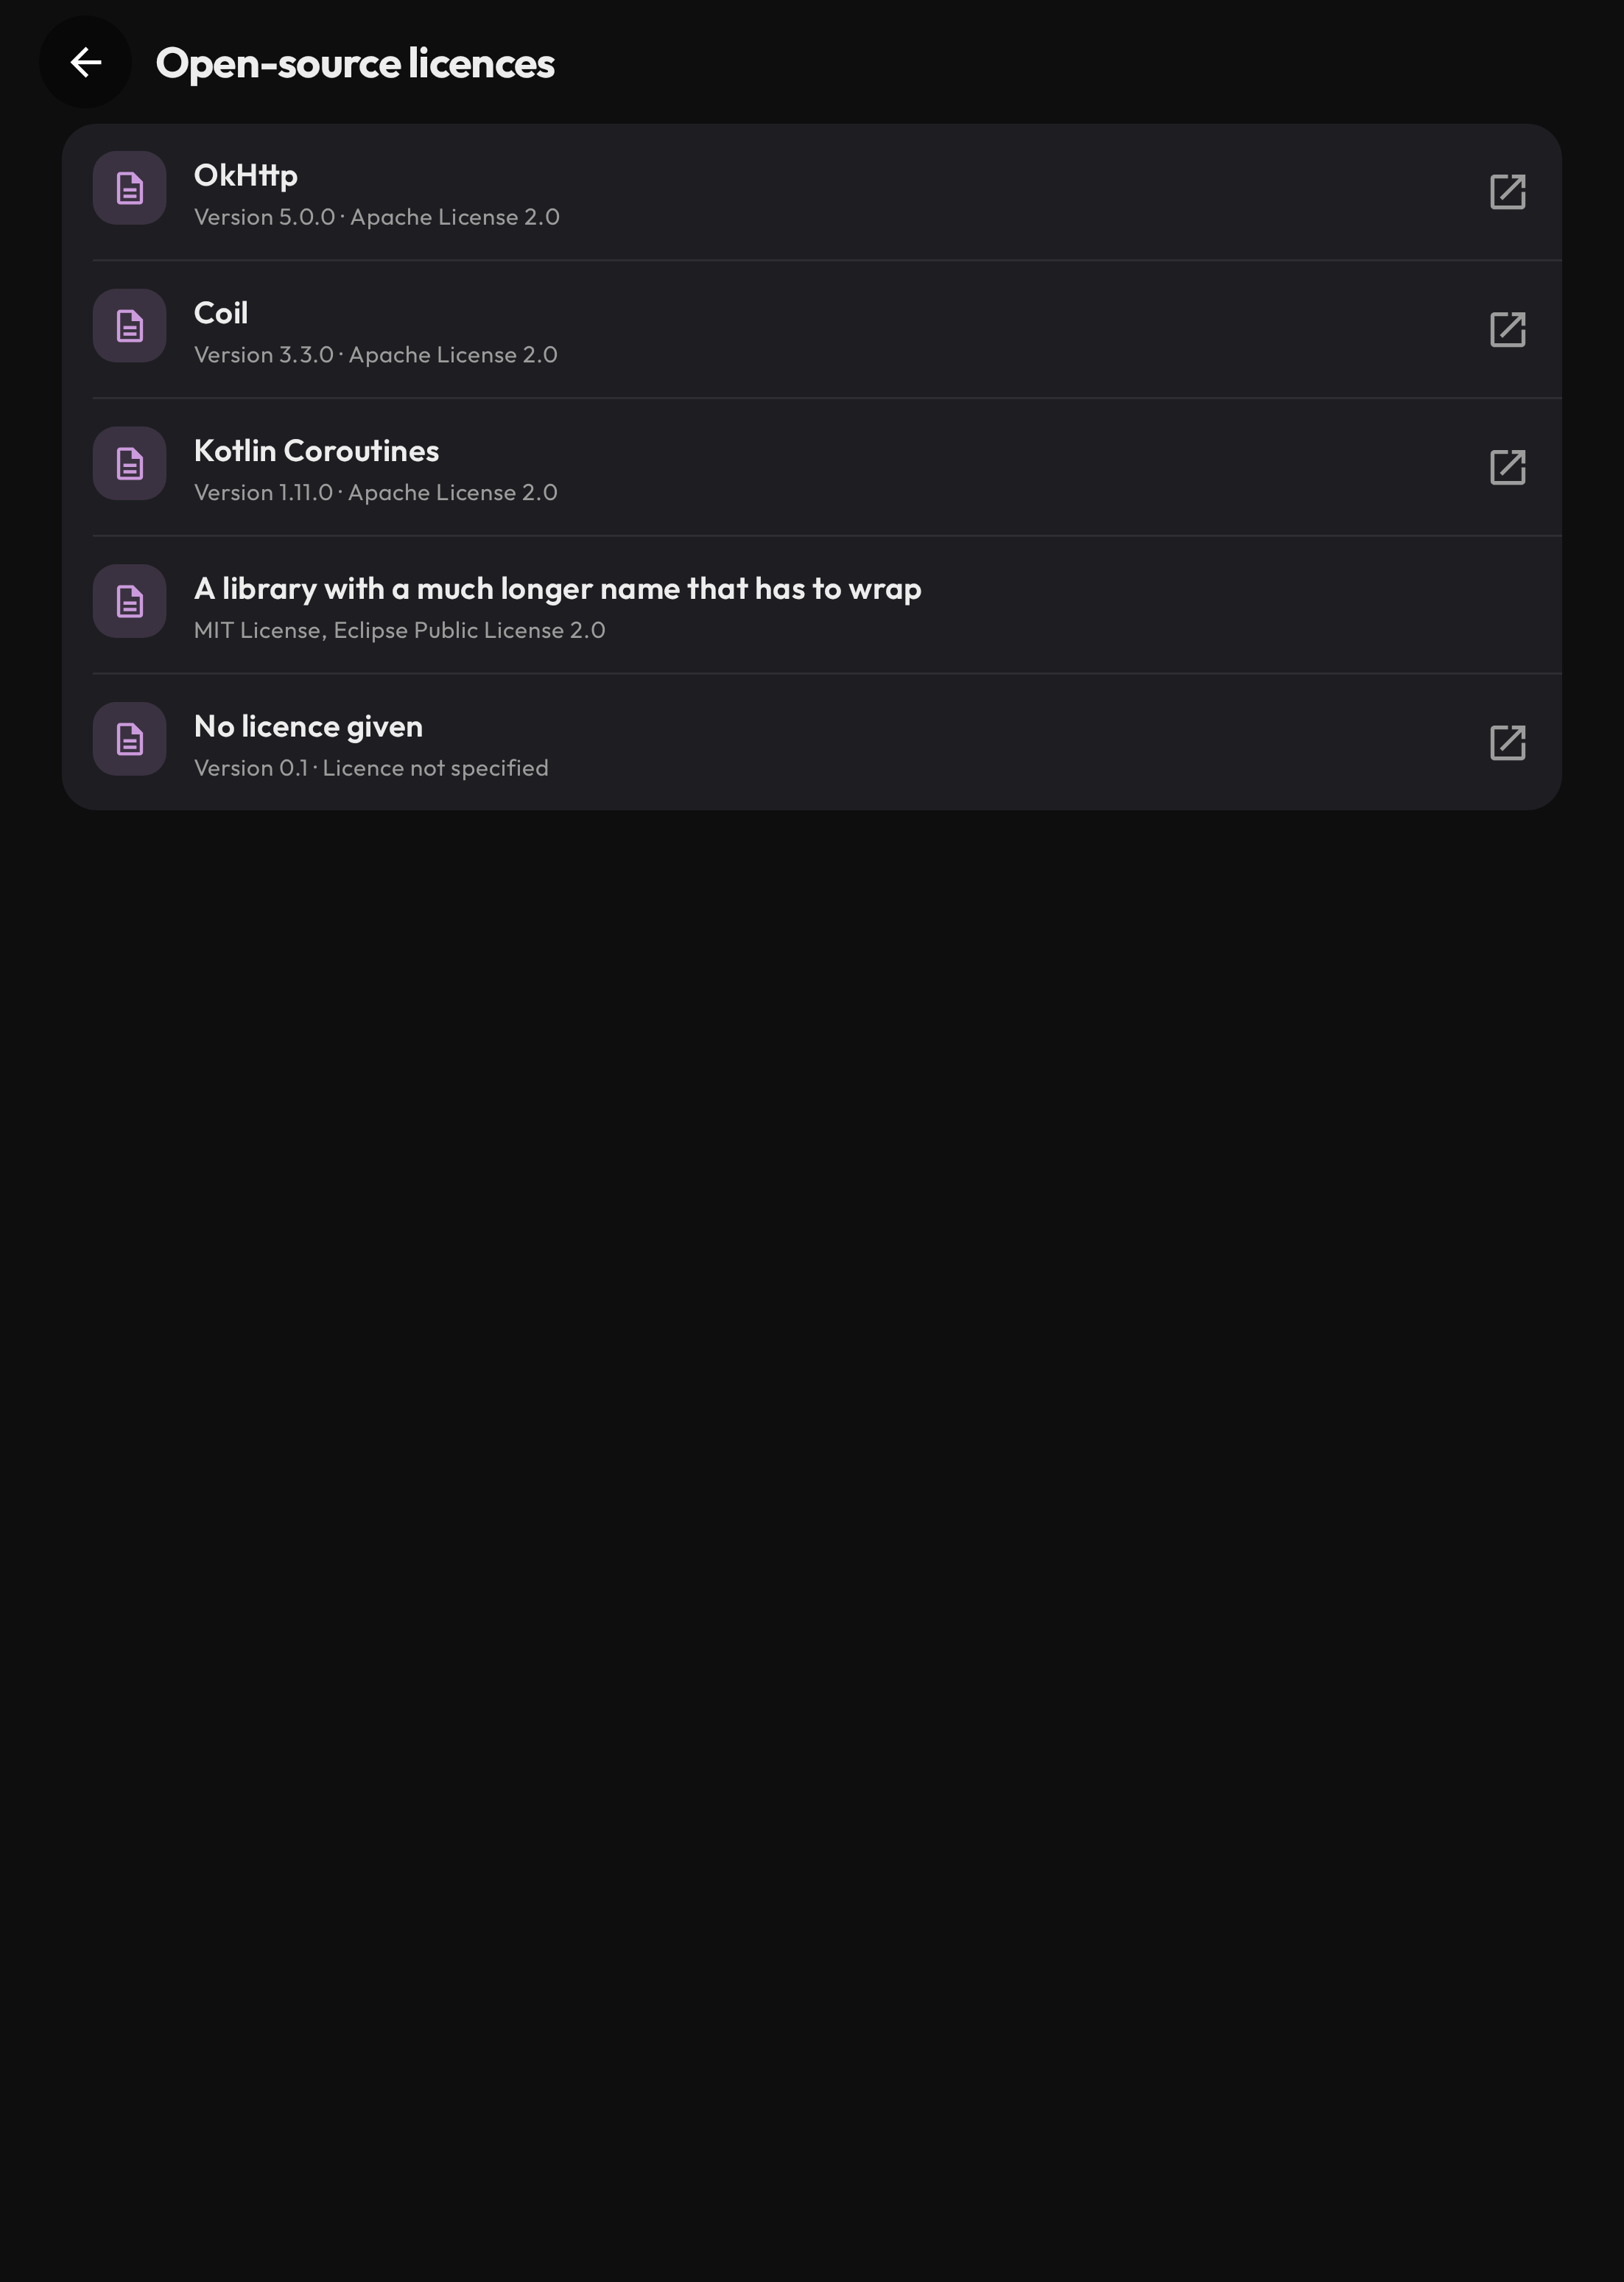 Open-source licences
OkHttp
Version 5.0.0 · Apache License 2.0
Coil
Version 3.3.0 · Apache License 2.0
Kotlin Coroutines
Version 1.11.0 · Apache License 2.0
A library with a much longer name that has to wrap
MIT License, Eclipse Public License 2.0
No licence given
Version 0.1 · Licence not specified